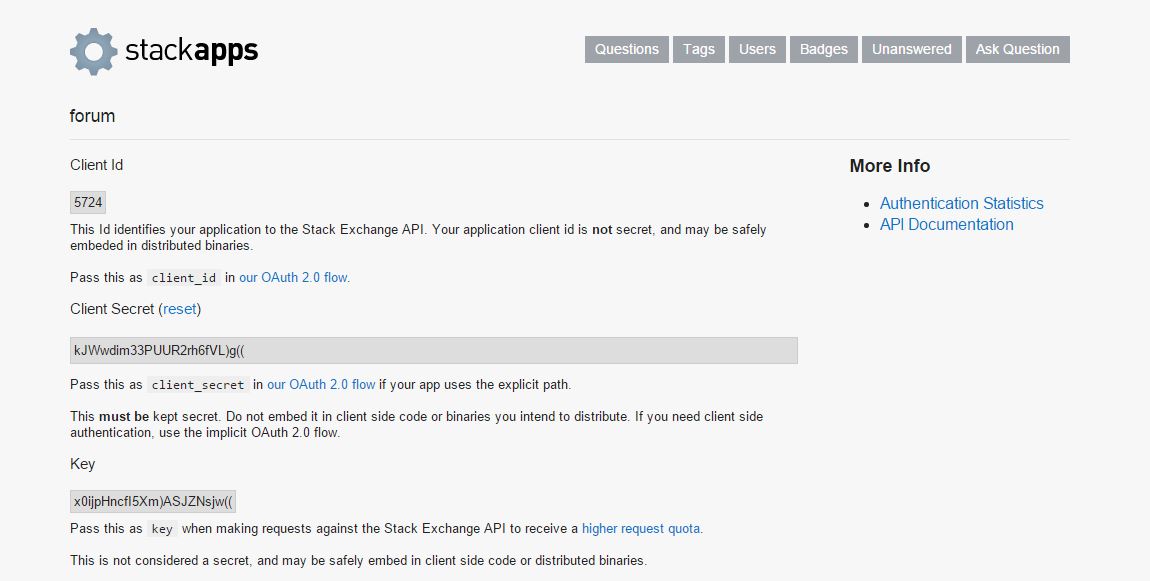 stackapps
Questions
Tags
Users
Badges
Unanswered
Ask Question
forum
Client Id
5724
This Id identifies your application to the Stack Exchange API. Your application client id is not secret, and may be safely
embeded in distributed binaries.
Pass this as client_id in our OAuth 2.0 flow.
Client Secret (reset)
kJWwdim33PUUR2rh6fVL)g((
Pass this as client_secret in our OAuth 2.0 flow if your app uses the explicit path.
This must be kept secret. Do not embed it in client side code or binaries you intend to distribute. If you need client side
authentication, use the implicit OAuth 2.0 flow.
Key
x0ijpHncfI5Xm)ASJZNsjw((
Pass this as key when making requests against the Stack Exchange API to receive a higher request quota.
This is not considered a secret, and may be safely embed in client side code or distributed binaries.
More Info
Authentication Statistics
API Documentation